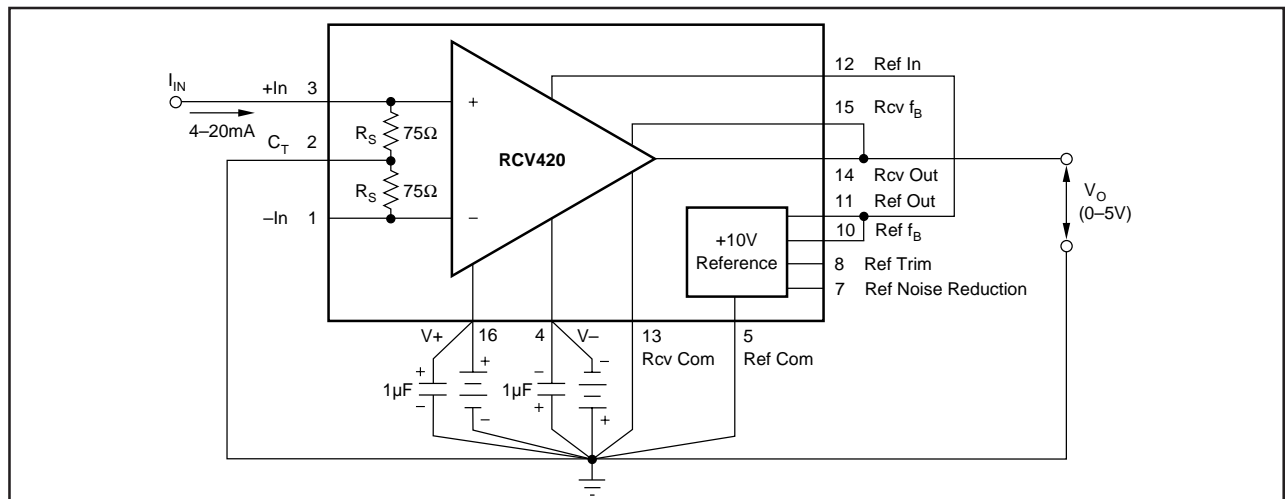 I_IN
4–20mA
+In 3
C_T 2
–In 1
R_S 75Ω
R_S 75Ω
+
–
RCV420
12 Ref In
15 Rcv f_B
14 Rcv Out
11 Ref Out
10 Ref f_B
8 Ref Trim
7 Ref Noise Reduction
+10V
Reference
V_O
(0–5V)
V+ 16
4 V–
13
Rcv Com
5
Ref Com
+ 1µF –
+ –
– 1µF +
– +